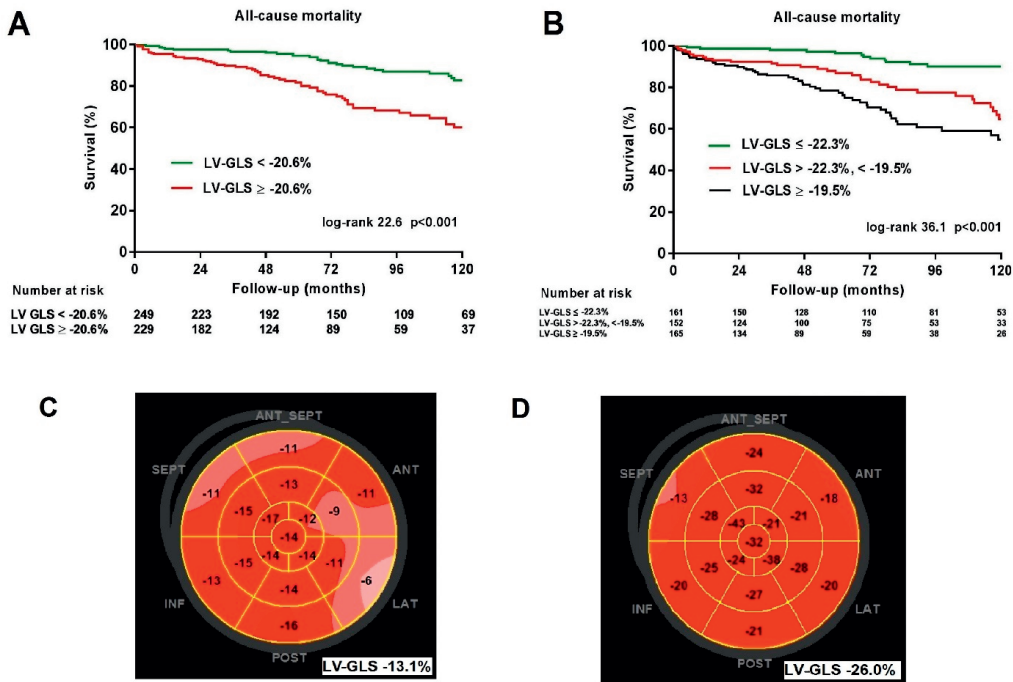 A
All-cause mortality
100
80
60
40
20
0
Survival (%)
LV-GLS < -20.6%
LV-GLS ≥ -20.6%
log-rank 22.6 p<0.001
0 24 48 72 96 120
Follow-up (months)
Number at risk
LV GLS < -20.6% 249 223 192 150 109 69
LV GLS ≥ -20.6% 229 182 124 89 59 37
B
All-cause mortality
100
80
60
40
20
0
Survival (%)
LV-GLS ≤ -22.3%
LV-GLS > -22.3%, < -19.5%
LV-GLS ≥ -19.5%
log-rank 36.1 p<0.001
0 24 48 72 96 120
Follow-up (months)
Number at risk
LV-GLS ≤ -22.3% 161 150 128 110 81 53
LV-GLS >-22.3%, <-19.5% 152 124 100 75 53 33
LV-GLS ≥ -19.5% 165 134 89 59 38 26
C
ANT_SEPT
SEPT ANT
-11
-11 -13 -11
-15 -9
-17 -12
-14
-14 -14
-15 -11
-13 -14 -6
-16
INF LAT
POST
LV-GLS -13.1%
D
ANT_SEPT
SEPT ANT
-24
-13 -32 -18
-28 -21
-43 -21
-32
-24 -38
-25 -28
-20 -27 -20
-21
INF LAT
POST
LV-GLS -26.0%